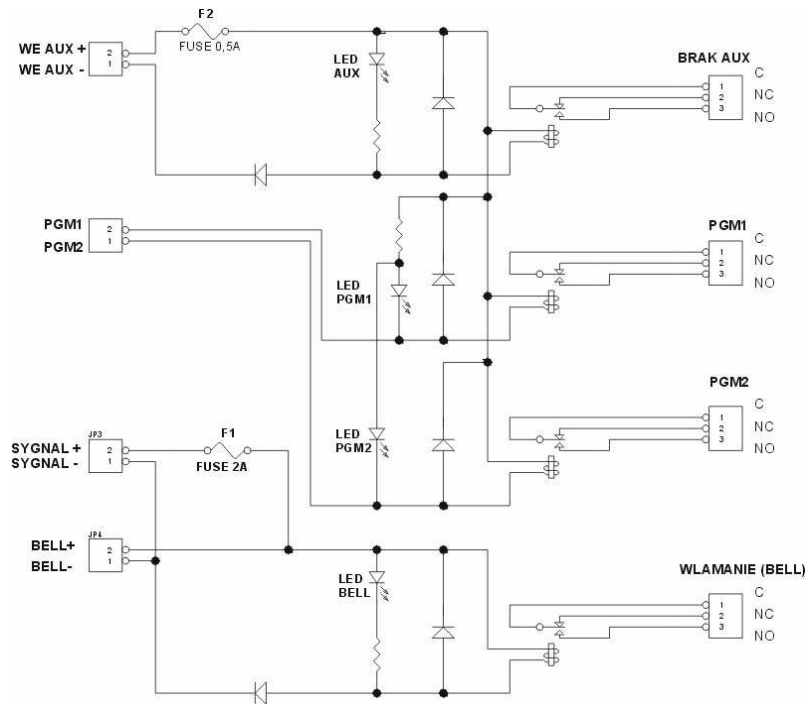 F2
FUSE 0,5A
WE AUX +
WE AUX -
2
1
LED
AUX
BRAK AUX
C
NC
NO
1
2
3
PGM1
PGM2
2
1
LED
PGM1
PGM1
C
NC
NO
1
2
3
PGM2
C
NC
NO
1
2
3
LED
PGM2
JP3
SYGNAL +
SYGNAL -
2
1
F1
FUSE 2A
JP4
BELL+
BELL-
2
1
LED
BELL
WLAMANIE (BELL)
C
NC
NO
1
2
3